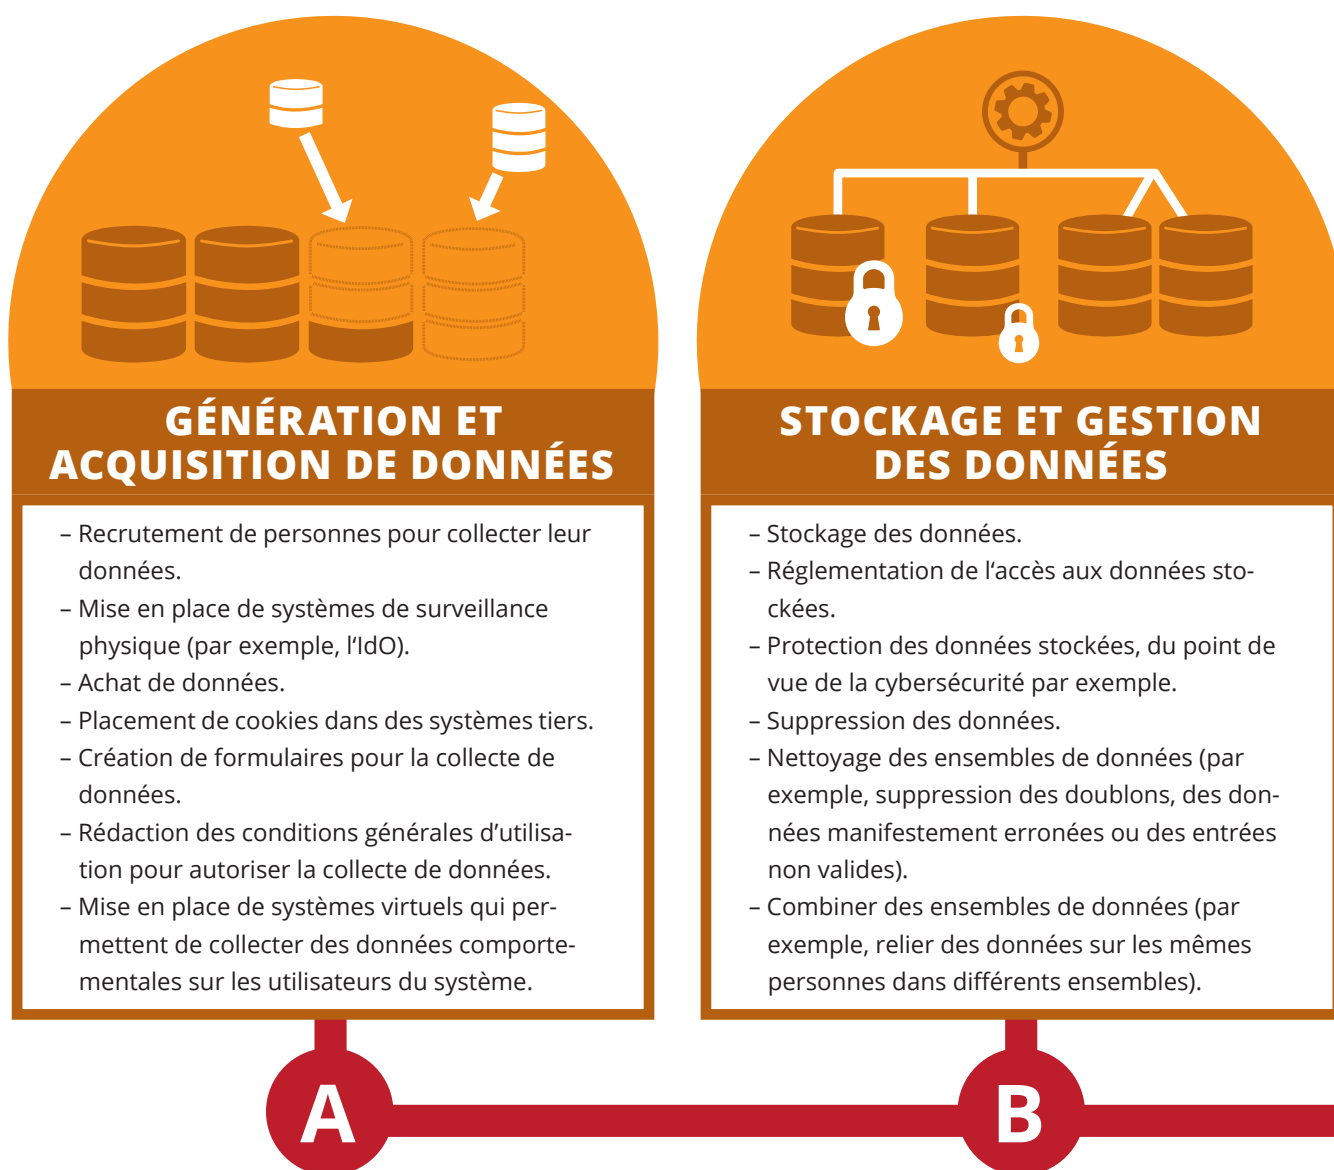 GÉNÉRATION ET
ACQUISITION DE DONNÉES
– Recrutement de personnes pour collecter leur
données.
– Mise en place de systèmes de surveillance
physique (par exemple, l‘IdO).
– Achat de données.
– Placement de cookies dans des systèmes tiers.
– Création de formulaires pour la collecte de
données.
– Rédaction des conditions générales d’utilisa-
tion pour autoriser la collecte de données.
– Mise en place de systèmes virtuels qui per-
mettent de collecter des données comporte-
mentales sur les utilisateurs du système.
A
STOCKAGE ET GESTION
DES DONNÉES
– Stockage des données.
– Réglementation de l‘accès aux données sto-
ckées.
– Protection des données stockées, du point de
vue de la cybersécurité par exemple.
– Suppression des données.
– Nettoyage des ensembles de données (par
exemple, suppression des doublons, des don-
nées manifestement erronées ou des entrées
non valides).
– Combiner des ensembles de données (par
exemple, relier des données sur les mêmes
personnes dans différents ensembles).
B